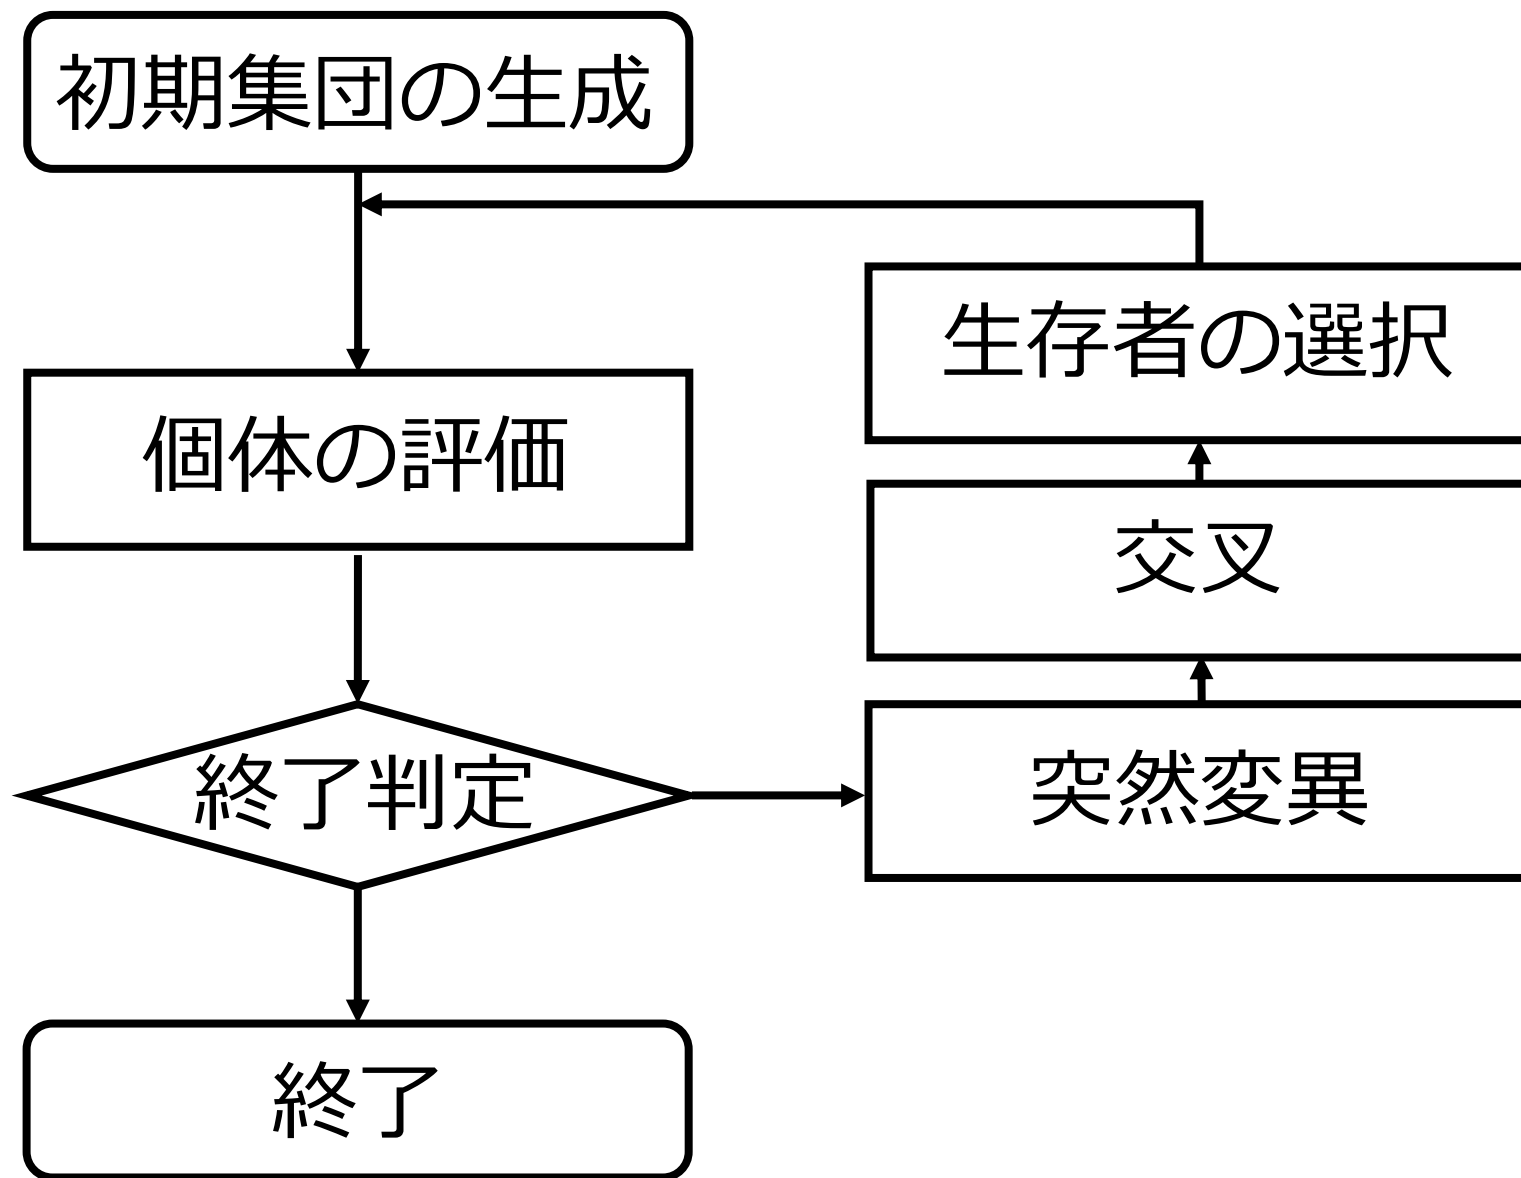 初期集団の生成
個体の評価
終了判定
終了
生存者の選択
交叉
突然変異